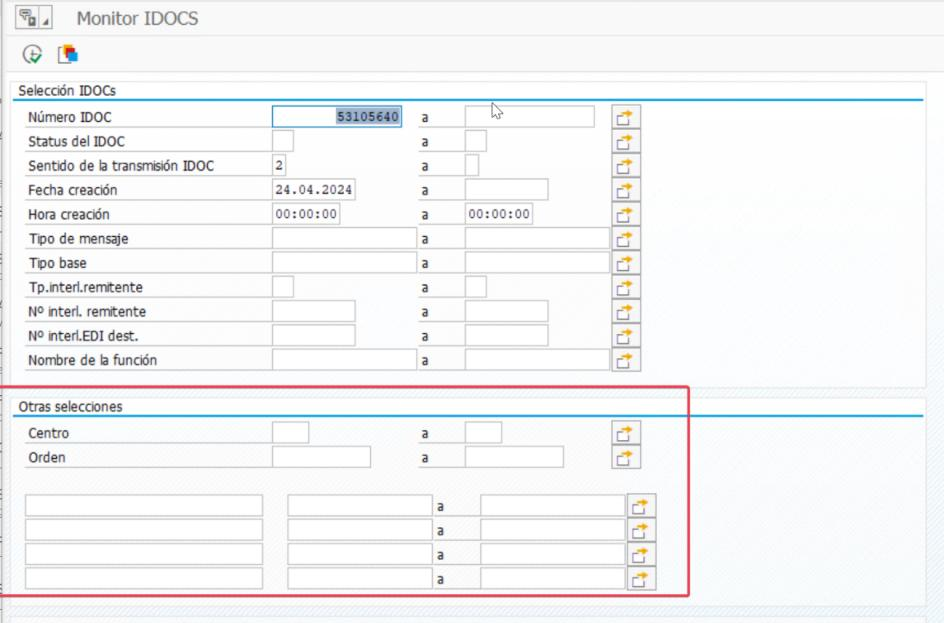 Monitor IDOCS
Selección IDOCs
Número IDOC 53105640 a
Status del IDOC a
Sentido de la transmisión IDOC 2 a
Fecha creación 24.04.2024 a
Hora creación 00:00:00 a 00:00:00
Tipo de mensaje a
Tipo base a
Tp.interl.remitente a
Nº interl. remitente a
Nº interl.EDI dest. a
Nombre de la función a
Otras selecciones
Centro a
Orden a
a
a
a
a